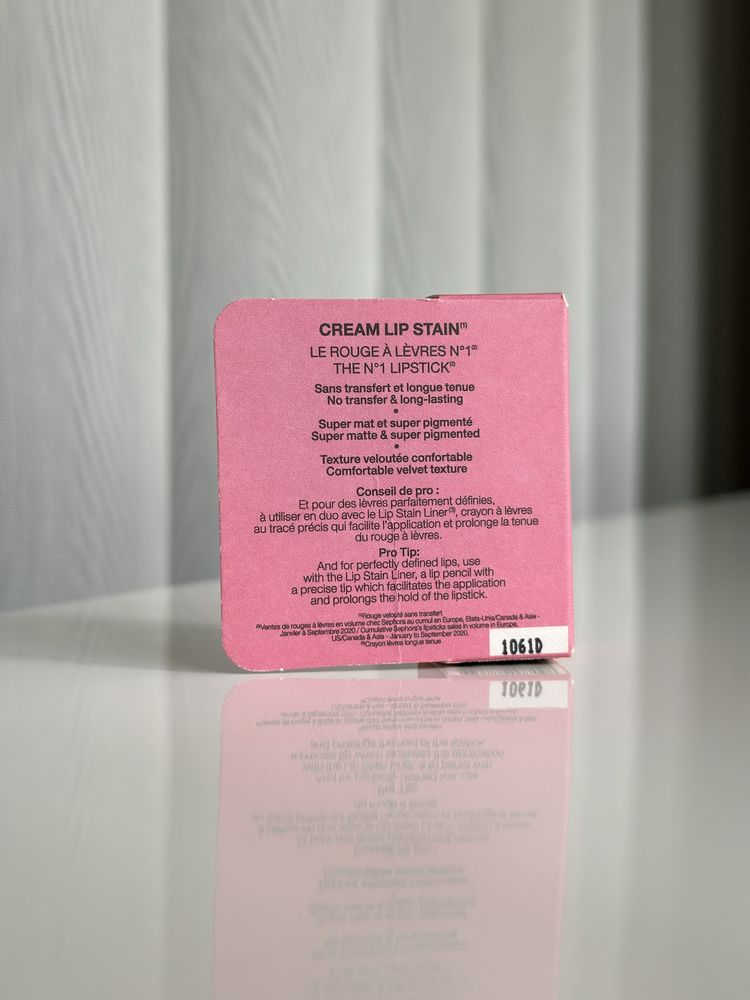 CREAM LIP STAIN⁽¹⁾
LE ROUGE À LÈVRES N°1⁽²⁾
THE N°1 LIPSTICK⁽²⁾
Sans transfert et longue tenue
No transfer & long-lasting
•
Super mat et super pigmenté
Super matte & super pigmented
•
Texture veloutée confortable
Comfortable velvet texture
Conseil de pro :
Et pour des lèvres parfaitement définies,
à utiliser en duo avec le Lip Stain Liner⁽³⁾, crayon à lèvres
au tracé précis qui facilite l'application et prolonge la tenue
du rouge à lèvres.
Pro Tip:
And for perfectly defined lips, use
with the Lip Stain Liner, a lip pencil with
a precise tip which facilitates the application
and prolongs the hold of the lipstick.
⁽¹⁾Rouge velouté sans transfert
⁽²⁾Ventes de rouges à lèvres en volume chez Sephora au cumul en Europe, Etats-Unis/Canada & Asie -
Janvier à Septembre 2020 / Cumulative Sephora's lipsticks sales in volume in Europe,
US/Canada & Asia - January to September 2020.
⁽³⁾Crayon lèvres longue tenue
1061D